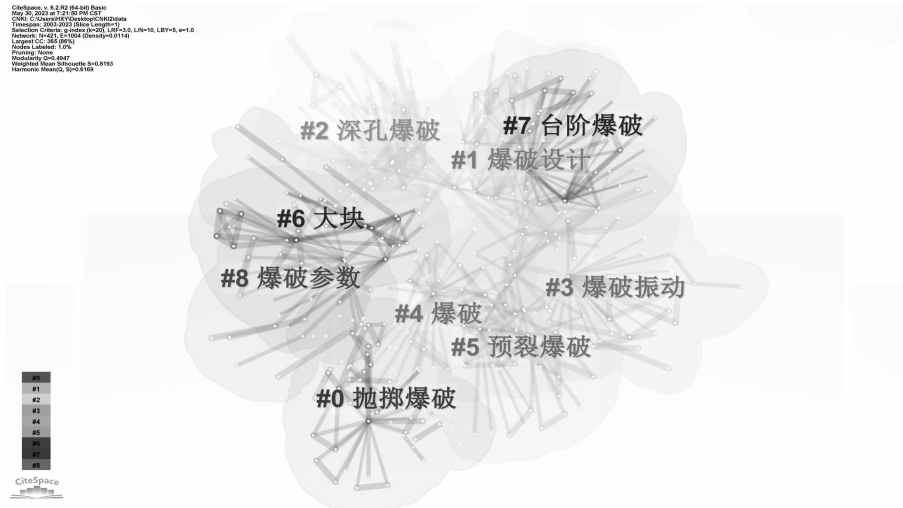 CiteSpace, v. 6.2.R2 (64-bit) Basic
May 30, 2023 at 7:21:50 PM CST
CNKI: C:\Users\HXY\Desktop\CNKI2\data
Timespan: 2003-2023 (Slice Length=1)
Selection Criteria: g-index (k=20), LRF=3.0, L/N=10, LBY=5, e=1.0
Network: N=421, E=1004 (Density=0.0114)
Largest CC: 365 (86%)
Nodes Labeled: 1.0%
Pruning: None
Modularity Q=0.4947
Weighted Mean Silhouette S=0.8193
Harmonic Mean(Q, S)=0.6169
#2 深孔爆破
#7 台阶爆破
#1 爆破设计
#6 大块
#8 爆破参数
#3 爆破振动
#4 爆破
#5 预裂爆破
#0 抛掷爆破
#0
#1
#2
#3
#4
#5
#6
#7
#8
CiteSpace